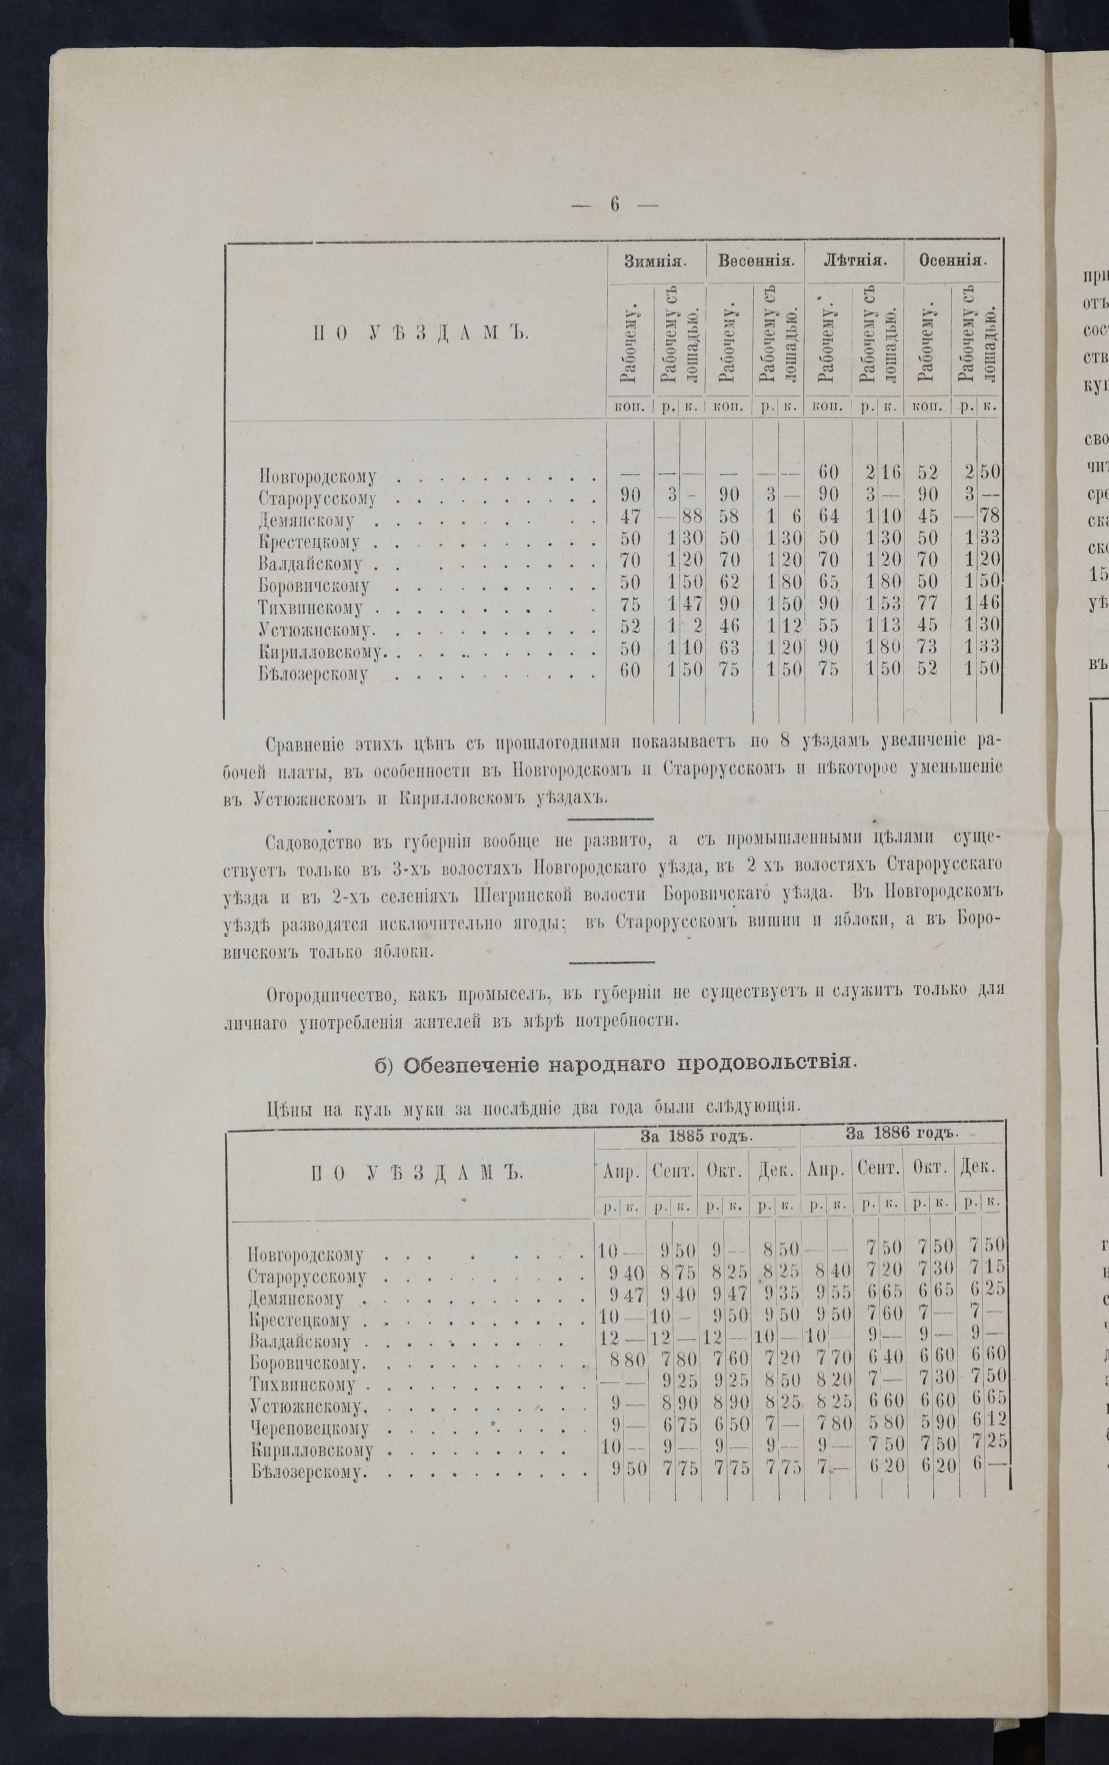 — 6 —
Зимнія. Весеннія. Лѣтнія. Осеннія.
ПО УѢЗДАМЪ. Рабочему. Рабочему съ лошадью. Рабочему. Рабочему съ лошадью. Рабочему. Рабочему съ лошадью. Рабочему. Рабочему съ лошадью.
коп. р. к. коп. р. к. коп. р. к. коп. р. к.
Новгородскому . . . . . . . . . . — — — — — — 60 2 16 52 2 50
Старорусскому . . . . . . . . . . 90 3 - 90 3 — 90 3 — 90 3 —
Демянскому . . . . . . . . . . 47 — 88 58 1 6 64 1 10 45 — 78
Крестецкому . . . . . . . . . . . 50 1 30 50 1 30 50 1 30 50 1 33
Валдайскому . . . . . . . . . . 70 1 20 70 1 20 70 1 20 70 1 20
Боровичскому . . . . . . . . . . 50 1 50 62 1 80 65 1 80 50 1 50
Тихвинскому . . . . . . . . . . 75 1 47 90 1 50 90 1 53 77 1 46
Устюжнскому. . . . . . . . . . . 52 1 2 46 1 12 55 1 13 45 1 30
Кирилловскому. . . . . . . . . . . 50 1 10 63 1 20 90 1 80 73 1 33
Бѣлозерскому . . . . . . . . . . 60 1 50 75 1 50 75 1 50 52 1 50
Сравненіе этихъ цѣнъ съ прошлогодними показываетъ по 8 уѣздамъ увеличеніе ра-
бочей платы, въ особенности въ Новгородскомъ и Старорусскомъ и нѣкоторое уменьшеніе
въ Устюжнскомъ и Кирилловскомъ уѣздахъ.
Садоводство въ губерніи вообще не развито, а съ промышленными цѣлями суще-
ствуетъ только въ 3-хъ волостяхъ Новгородскаго уѣзда, въ 2 хъ волостяхъ Старорусскаго
уѣзда и въ 2-хъ селеніяхъ Шегринской волости Боровичскаго уѣзда. Въ Новгородскомъ
уѣздѣ разводятся исключительно ягоды; въ Старорусскомъ вишни и яблоки, а въ Боро-
вичскомъ только яблоки.
Огородничество, какъ промыселъ, въ губерніи не существуетъ и служитъ только для
личнаго употребленія жителей въ мѣрѣ потребности.
б) Обезпеченіе народнаго продовольствія.
Цѣны на куль муки за послѣдніе два года были слѣдующія.
За 1885 годъ. За 1886 годъ.
ПО УѢЗДАМЪ. Апр. Сент. Окт. Дек. Апр. Сент. Окт. Дек.
р. к. р. к. р. к. р. к. р. к. р. к. р. к. р. к.
Новгородскому . . . . . . . . 10 — 9 50 9 — 8 50 — — 7 50 7 50 7 50
Старорусскому . . . . . . . . . . 9 40 8 75 8 25 8 25 8 40 7 20 7 30 7 15
Демянскому . . . . . . . . . . . 9 47 9 40 9 47 9 35 9 55 6 65 6 65 6 25
Крестецкому . . . . . . . . . . . 10 — 10 - 9 50 9 50 9 50 7 60 7 — 7 —
Валдайскому . . . . . . . . . . 12 — 12 — 12 — 10 — 10 9 — 9 — 9 —
Боровичскому. . . . . . . . . . . 8 80 7 80 7 60 7 20 7 70 6 40 6 60 6 60
Тихвинскому . . . . . . . . . . . — — 9 25 9 25 8 50 8 20 7 — 7 30 7 50
Устюжнскому. . . . . . . . . . . 9 — 8 90 8 90 8 25 8 25 6 60 6 60 6 65
Череповецкому . . . . . . . . . . 9 — 6 75 6 50 7 — 7 80 5 80 5 90 6 12
Кирилловскому . . . . . . . . . 10 — 9 — 9 — 9 — 9 — 7 50 7 50 7 25
Бѣлозерскому. . . . . . . . . . . 9 50 7 75 7 75 7 75 7 — 6 20 6 20 6 —